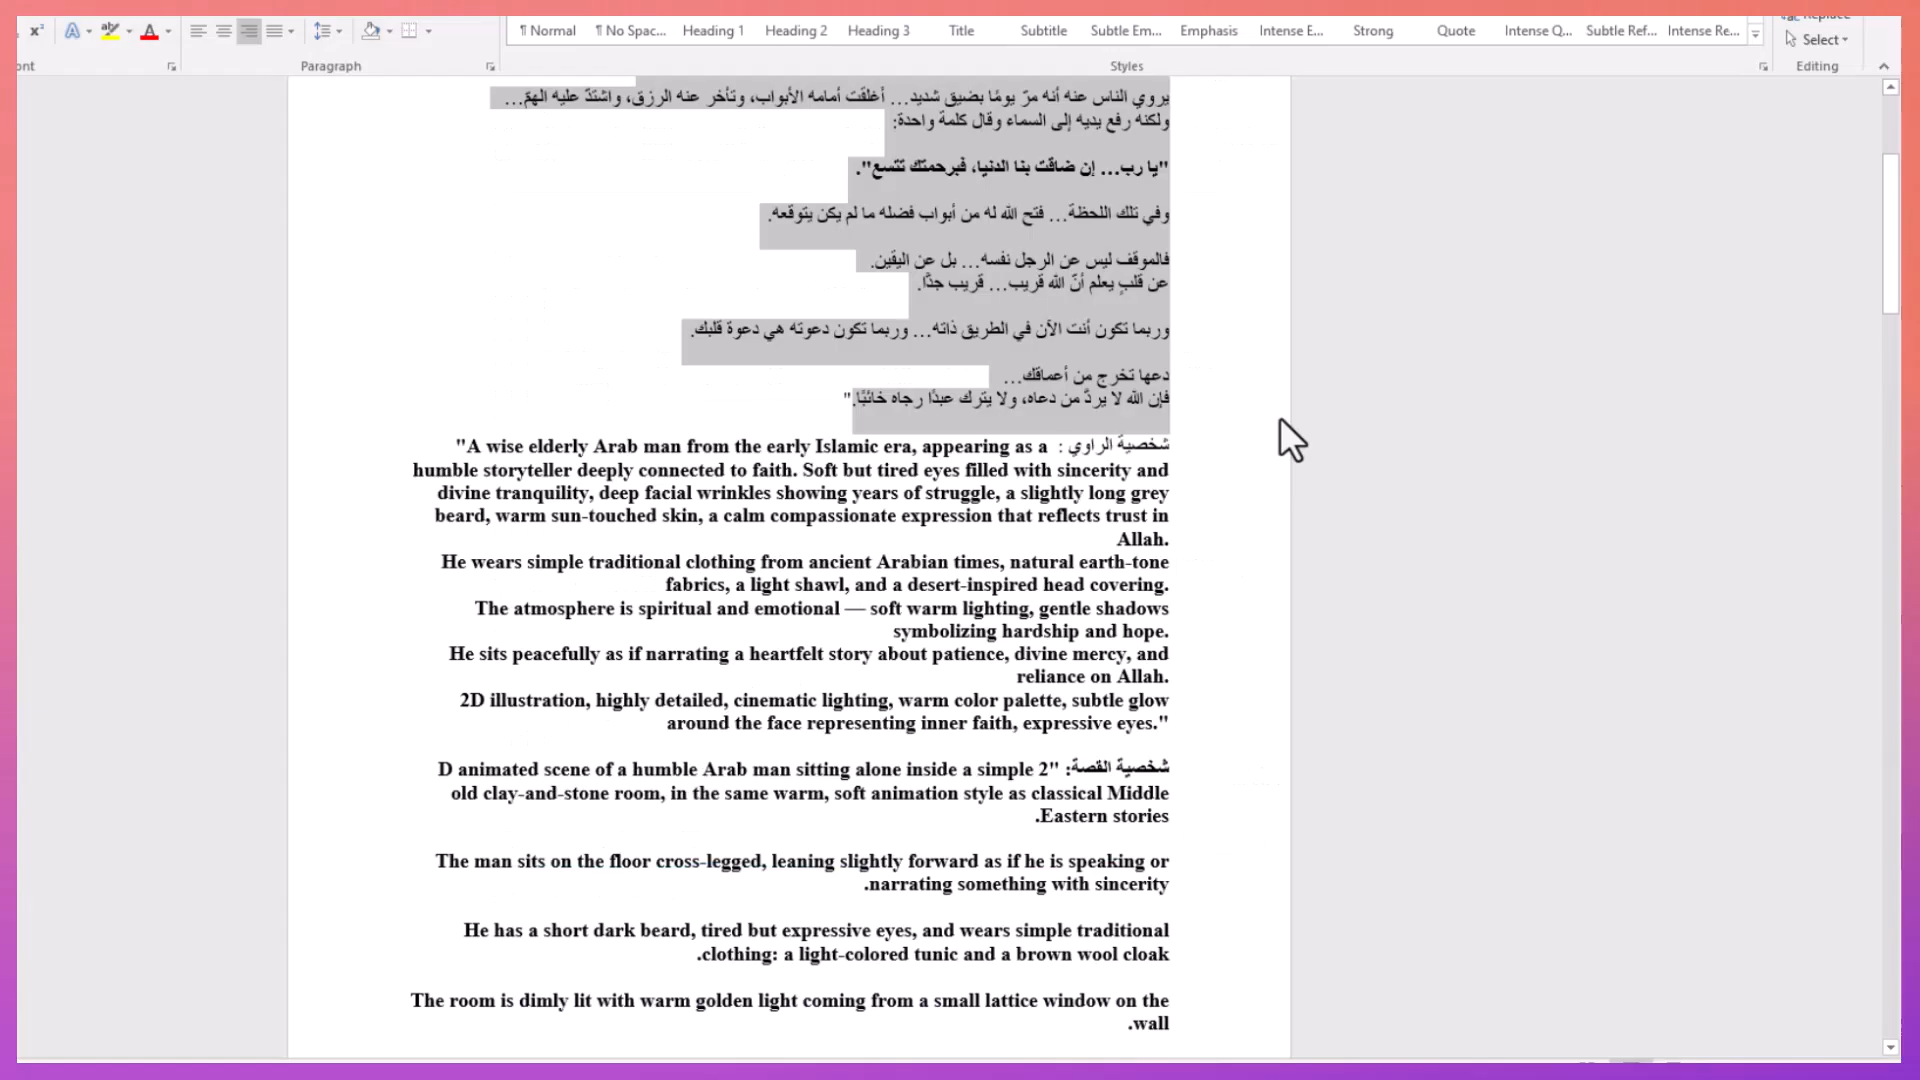 x²
A
ab
A
Replace
¶ Normal
¶ No Spac...
Heading 1
Heading 2
Heading 3
Title
Subtitle
Subtle Em...
Emphasis
Intense E...
Strong
Quote
Intense Q...
Subtle Ref...
Intense Re...
Select
ont
Paragraph
Styles
Editing
يروي الناس عنه أنه مرّ يومًا بضيق شديد… أغلقت أمامه الأبواب، وتأخر عنه الرزق، واشتدّ عليه الهمّ…
ولكنه رفع يديه إلى السماء وقال كلمة واحدة:
"يا رب… إن ضاقت بنا الدنيا، فبرحمتك تتسع".
وفي تلك اللحظة… فتح الله له من أبواب فضله ما لم يكن يتوقعه.
فالموقف ليس عن الرجل نفسه… بل عن اليقين.
عن قلبٍ يعلم أنّ الله قريب… قريب جدًّا.
وربما تكون أنت الآن في الطريق ذاته… وربما تكون دعوته هي دعوة قلبك.
دعها تخرج من أعماقك…
فإن الله لا يردّ من دعاه، ولا يترك عبدًا رجاه خائبًا."
شخصية الراوي : "A wise elderly Arab man from the early Islamic era, appearing as a
humble storyteller deeply connected to faith. Soft but tired eyes filled with sincerity and
divine tranquility, deep facial wrinkles showing years of struggle, a slightly long grey
beard, warm sun-touched skin, a calm compassionate expression that reflects trust in
Allah.
He wears simple traditional clothing from ancient Arabian times, natural earth-tone
fabrics, a light shawl, and a desert-inspired head covering.
The atmosphere is spiritual and emotional — soft warm lighting, gentle shadows
symbolizing hardship and hope.
He sits peacefully as if narrating a heartfelt story about patience, divine mercy, and
reliance on Allah.
2D illustration, highly detailed, cinematic lighting, warm color palette, subtle glow
around the face representing inner faith, expressive eyes."
شخصية القصة: "2 D animated scene of a humble Arab man sitting alone inside a simple
old clay-and-stone room, in the same warm, soft animation style as classical Middle
.Eastern stories
The man sits on the floor cross-legged, leaning slightly forward as if he is speaking or
.narrating something with sincerity
He has a short dark beard, tired but expressive eyes, and wears simple traditional
.clothing: a light-colored tunic and a brown wool cloak
The room is dimly lit with warm golden light coming from a small lattice window on the
.wall